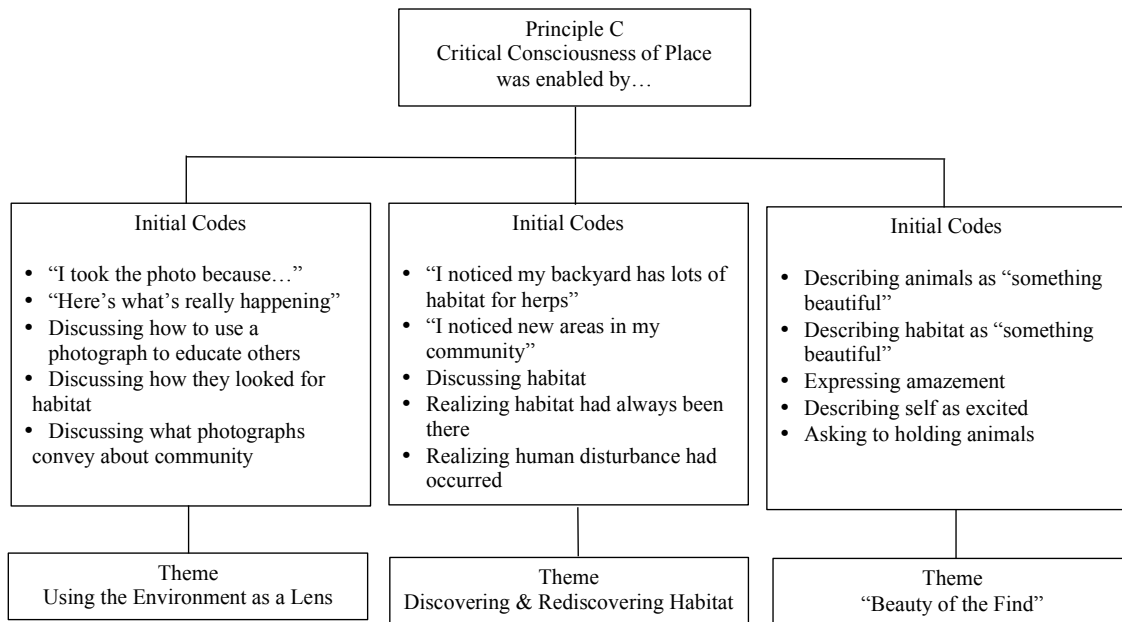 Principle C
Critical Consciousness of Place
was enabled by…
Initial Codes
• “I took the photo because…”
• “Here’s what’s really happening”
• Discussing how to use a
photograph to educate others
• Discussing how they looked for
habitat
• Discussing what photographs
convey about community
Theme
Using the Environment as a Lens
Initial Codes
• “I noticed my backyard has lots of
habitat for herps”
• “I noticed new areas in my
community”
• Discussing habitat
• Realizing habitat had always been
there
• Realizing human disturbance had
occurred
Theme
Discovering & Rediscovering Habitat
Initial Codes
• Describing animals as “something
beautiful”
• Describing habitat as “something
beautiful”
• Expressing amazement
• Describing self as excited
• Asking to holding animals
Theme
“Beauty of the Find”